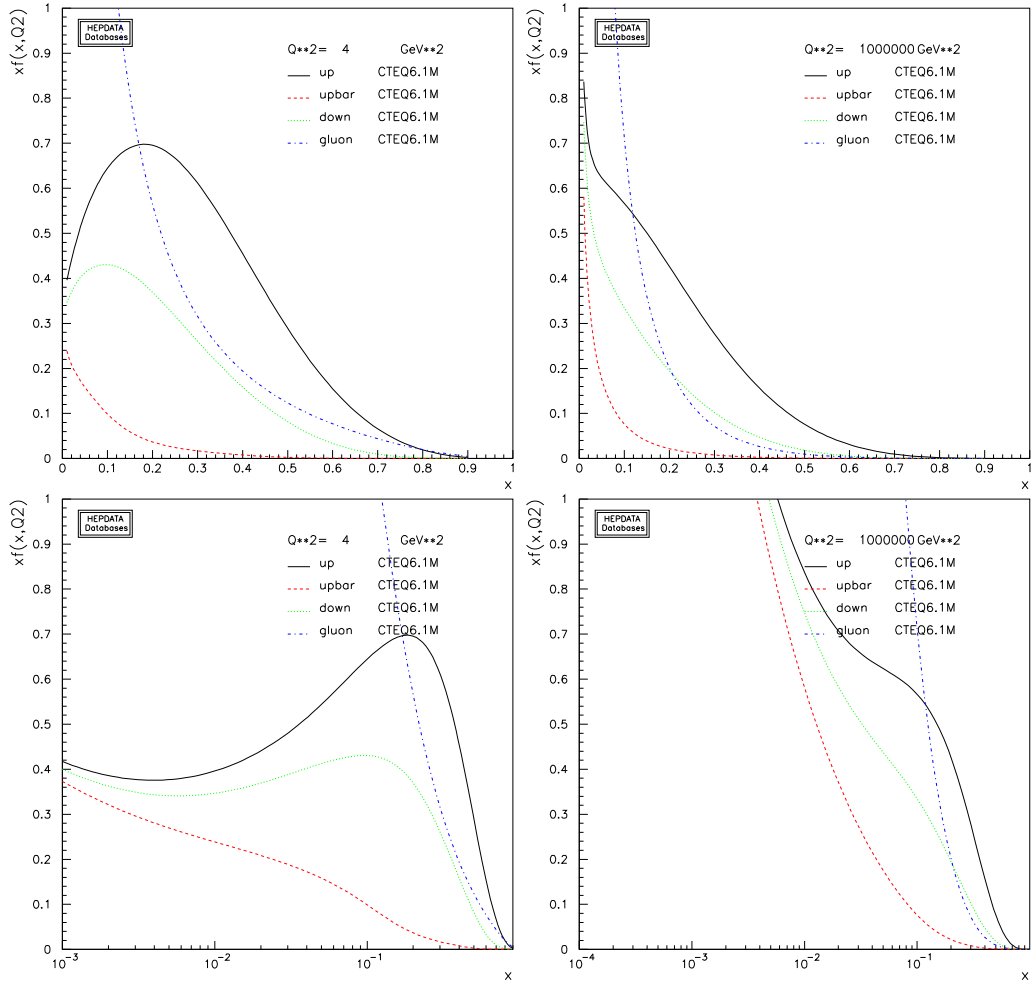 xf(x,Q2)
1
0.9
0.8
0.7
0.6
0.5
0.4
0.3
0.2
0.1
0
HEPDATA
Databases
Q**2= 4 GeV**2
up CTEQ6.1M
upbar CTEQ6.1M
down CTEQ6.1M
gluon CTEQ6.1M
0 0.1 0.2 0.3 0.4 0.5 0.6 0.7 0.8 0.9 1
x
xf(x,Q2)
1
0.9
0.8
0.7
0.6
0.5
0.4
0.3
0.2
0.1
0
HEPDATA
Databases
Q**2= 1000000 GeV**2
up CTEQ6.1M
upbar CTEQ6.1M
down CTEQ6.1M
gluon CTEQ6.1M
0 0.1 0.2 0.3 0.4 0.5 0.6 0.7 0.8 0.9 1
x
xf(x,Q2)
1
0.9
0.8
0.7
0.6
0.5
0.4
0.3
0.2
0.1
0
HEPDATA
Databases
Q**2= 4 GeV**2
up CTEQ6.1M
upbar CTEQ6.1M
down CTEQ6.1M
gluon CTEQ6.1M
10⁻³ 10⁻² 10⁻¹
x
xf(x,Q2)
1
0.9
0.8
0.7
0.6
0.5
0.4
0.3
0.2
0.1
0
HEPDATA
Databases
Q**2= 1000000 GeV**2
up CTEQ6.1M
upbar CTEQ6.1M
down CTEQ6.1M
gluon CTEQ6.1M
10⁻⁴ 10⁻³ 10⁻² 10⁻¹
x